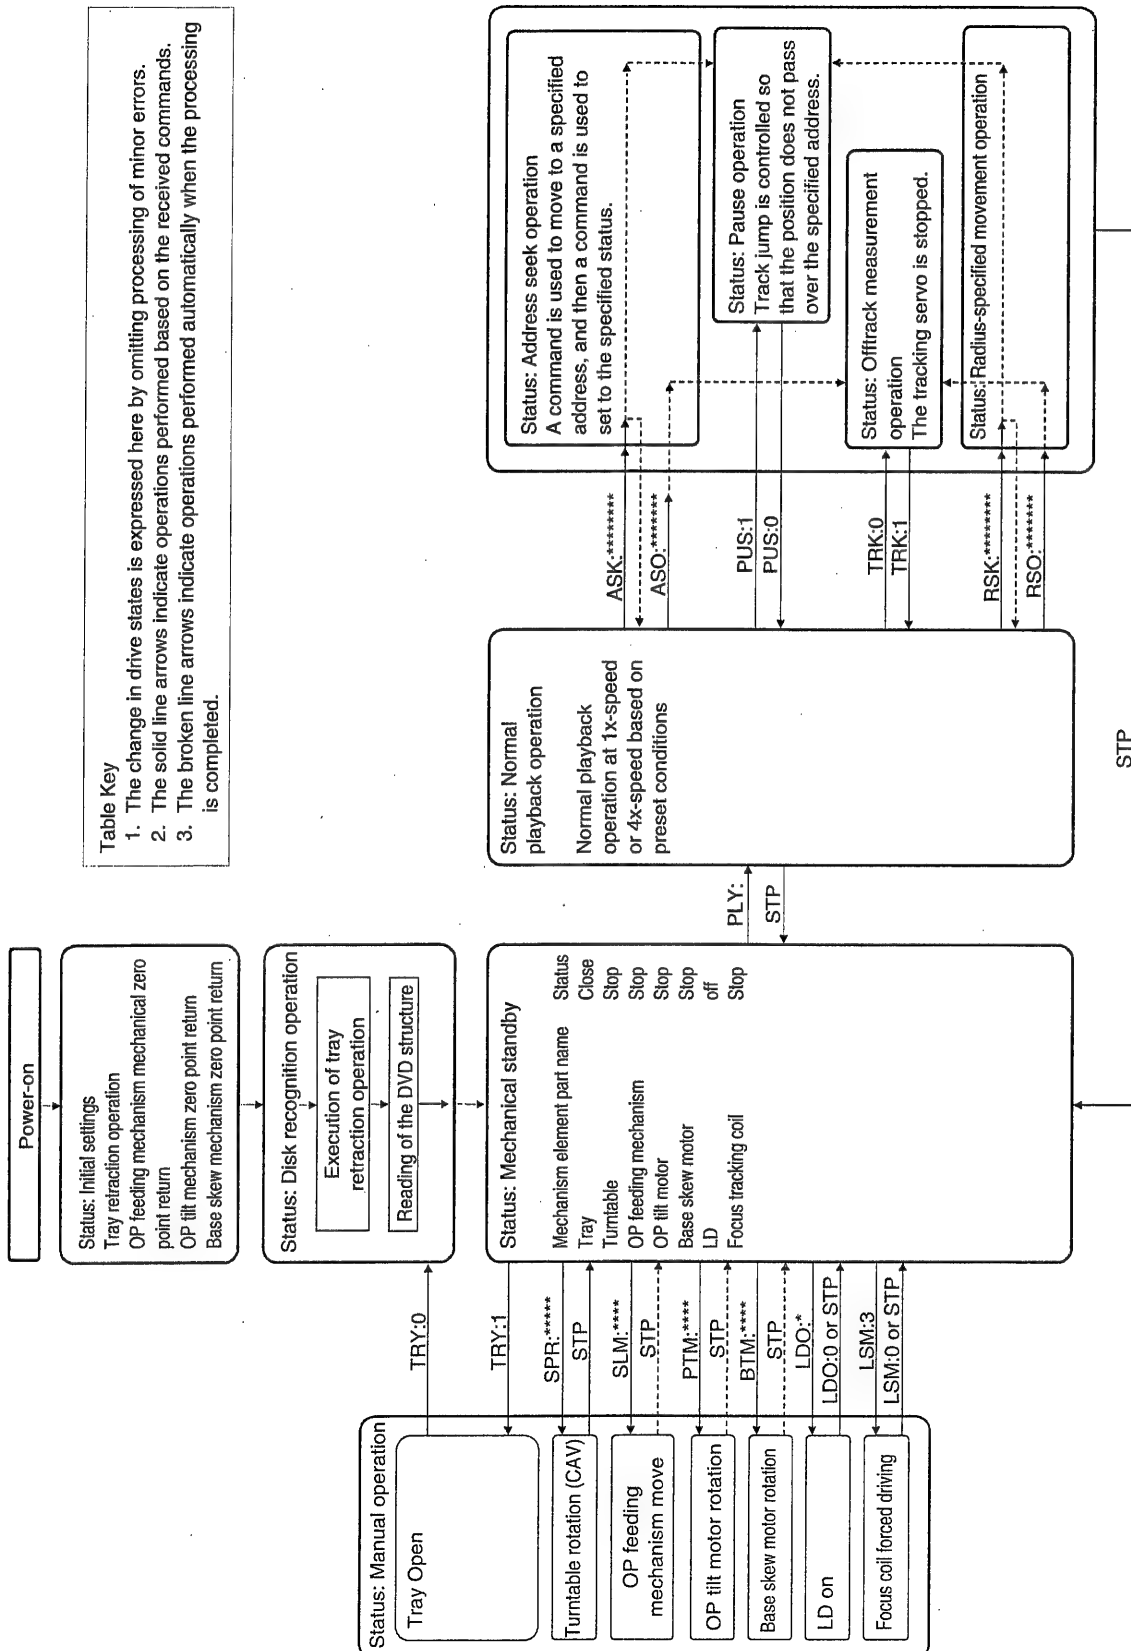 Power-on
Table Key
1. The change in drive states is expressed here by omitting processing of minor errors.
2. The solid line arrows indicate operations performed based on the received commands.
3. The broken line arrows indicate operations performed automatically when the processing
is completed.
Status: Initial settings
Tray retraction operation
OP feeding mechanism mechanical zero
point return
OP tilt mechanism zero point return
Base skew mechanism zero point return
Status: Disk recognition operation
Execution of tray
retraction operation
Reading of the DVD structure
Status: Manual operation
Tray Open
Turntable rotation (CAV)
OP feeding
mechanism move
OP tilt motor rotation
Base skew motor rotation
LD on
Focus coil forced driving
TRY:0
TRY:1
SPR:*****
STP
SLM:****
STP
PTM:****
STP
BTM:****
STP
LDO:*
LDO:0 or STP
LSM:3
LSM:0 or STP
Status: Mechanical standby
Mechanism element part name Status
Tray Close
Turntable Stop
OP feeding mechanism Stop
OP tilt motor Stop
Base skew motor Stop
LD off
Focus tracking coil Stop
PLY:
STP
Status: Normal
playback operation
Normal playback
operation at 1x-speed
or 4x-speed based on
preset conditions
ASK:********
ASO:*******
PUS:1
PUS:0
TRK:0
TRK:1
RSK:********
RSO:*******
Status: Address seek operation
A command is used to move to a specified
address, and then a command is used to
set to the specified status.
Status: Pause operation
Track jump is controlled so
that the position does not pass
over the specified address.
Status: Offtrack measurement
operation
The tracking servo is stopped.
Status: Radius-specified movement operation
STP